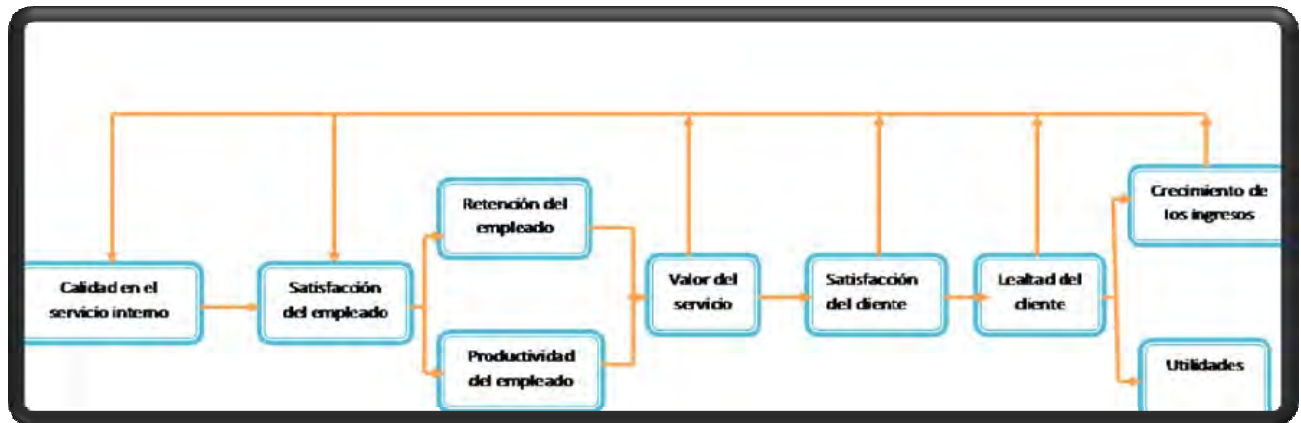 Calidad en el
servicio interno
Satisfacción
del empleado
Retención del
empleado
Productividad
del empleado
Valor del
servicio
Satisfacción
del cliente
Lealtad del
cliente
Crecimiento de
los ingresos
Utilidades